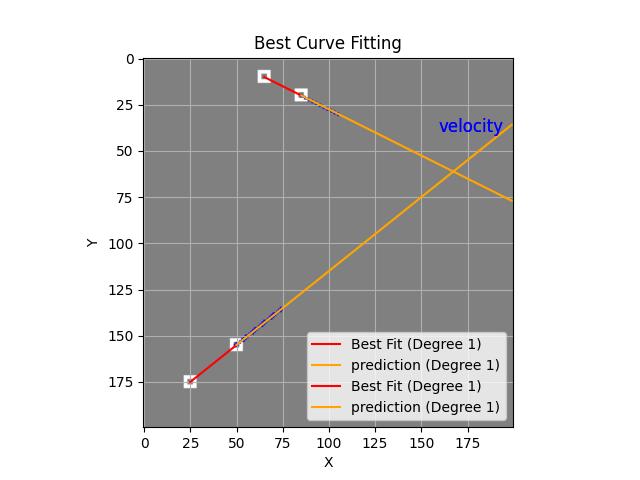 Best Curve Fitting
0
25
50
75
100
125
150
175
Y
velocity
Best Fit (Degree 1)
prediction (Degree 1)
Best Fit (Degree 1)
prediction (Degree 1)
0 25 50 75 100 125 150 175
X